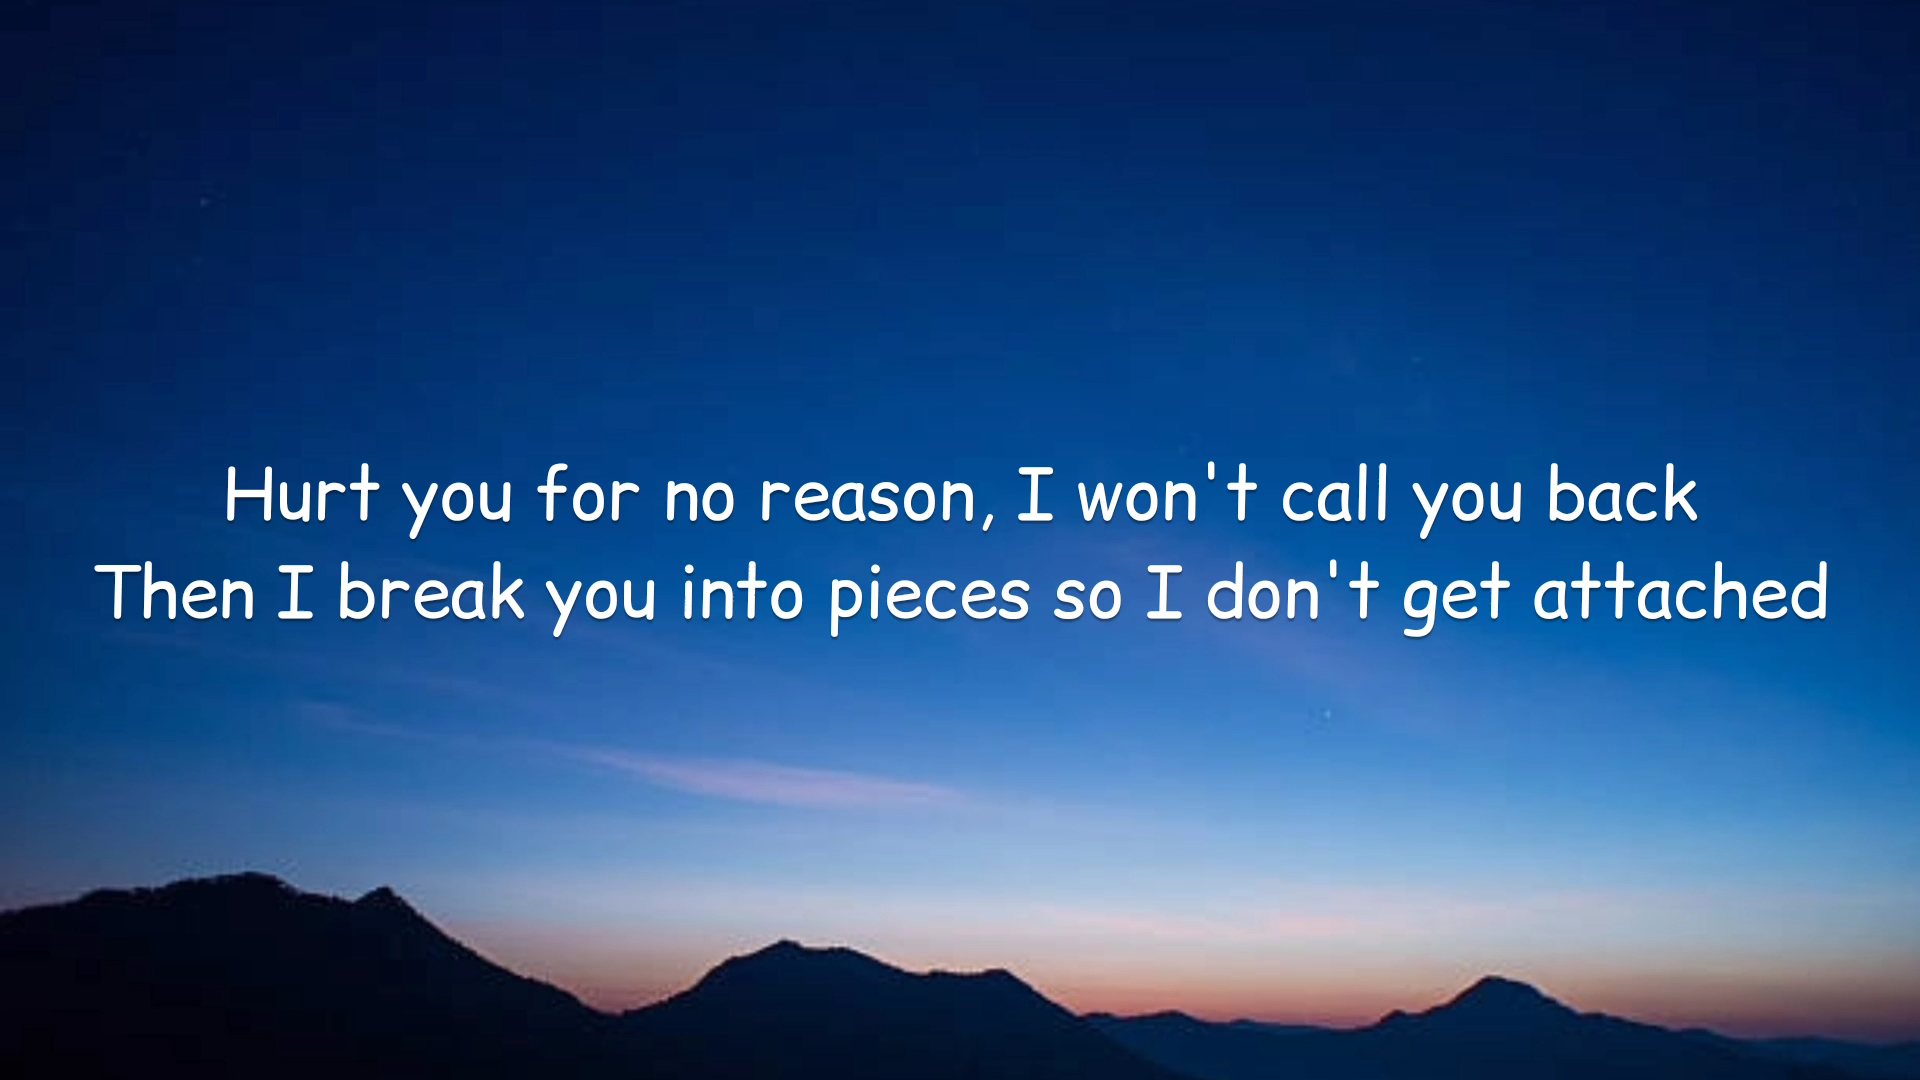 Hurt you for no reason, I won't call you back
Then I break you into pieces so I don't get attached